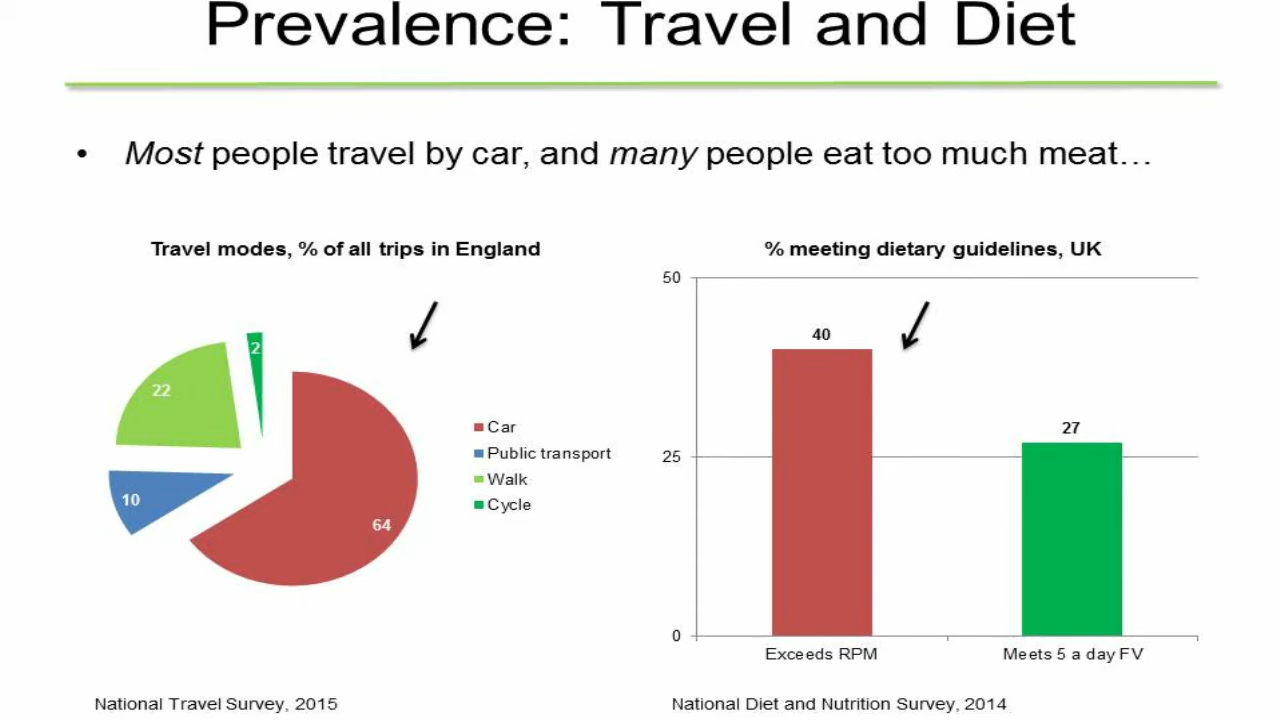 Prevalence: Travel and Diet
• Most people travel by car, and many people eat too much meat…
Travel modes, % of all trips in England
2
22
10
64
Car
Public transport
Walk
Cycle
% meeting dietary guidelines, UK
50
40
27
25
0
Exceeds RPM
Meets 5 a day FV
National Travel Survey, 2015
National Diet and Nutrition Survey, 2014